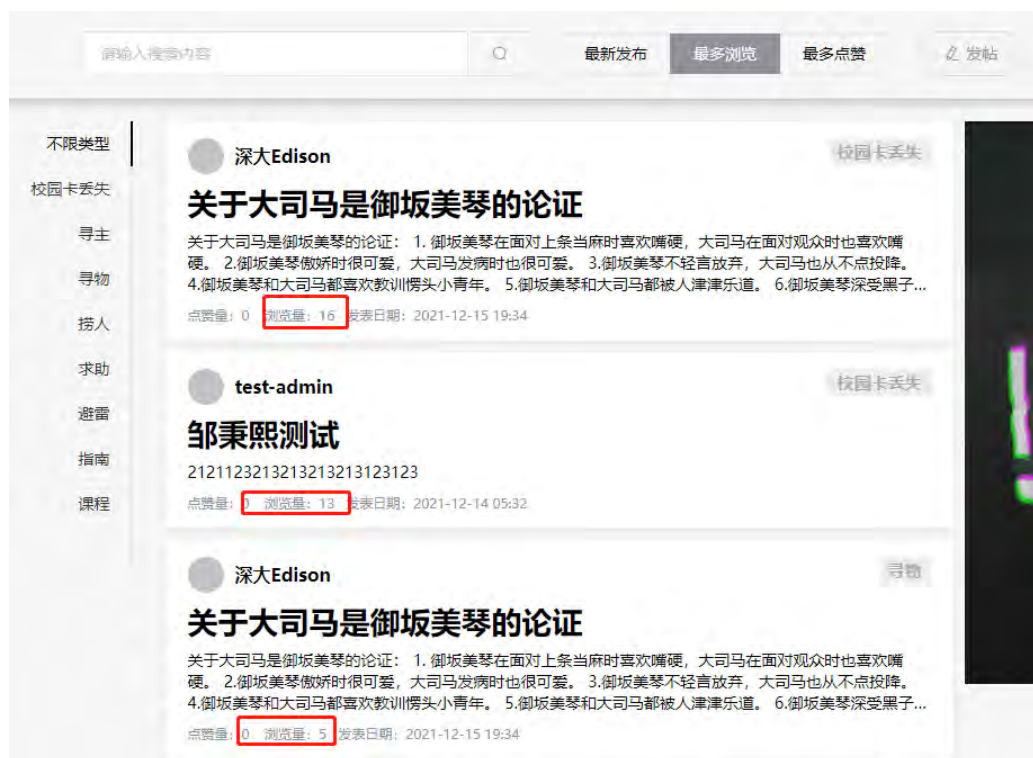 请输入搜索内容
最新发布
最多浏览
最多点赞
发帖
不限类型
校园卡丢失
寻主
寻物
捞人
求助
避雷
指南
课程
深大Edison
校园卡丢失
关于大司马是御坂美琴的论证
关于大司马是御坂美琴的论证： 1. 御坂美琴在面对上条当麻时喜欢嘴硬，大司马在面对观众时也喜欢嘴
硬。 2.御坂美琴傲娇时很可爱，大司马发病时也很可爱。 3.御坂美琴不轻言放弃，大司马也从不点投降。
4.御坂美琴和大司马都喜欢教训愣头小青年。 5.御坂美琴和大司马都被人津津乐道。 6.御坂美琴深受黑子...
点赞量：0 浏览量：16 发表日期：2021-12-15 19:34
test-admin
校园卡丢失
邹秉熙测试
2121123213213213213123123
点赞量：0 浏览量：13 发表日期：2021-12-14 05:32
深大Edison
寻物
关于大司马是御坂美琴的论证
关于大司马是御坂美琴的论证： 1. 御坂美琴在面对上条当麻时喜欢嘴硬，大司马在面对观众时也喜欢嘴
硬。 2.御坂美琴傲娇时很可爱，大司马发病时也很可爱。 3.御坂美琴不轻言放弃，大司马也从不点投降。
4.御坂美琴和大司马都喜欢教训愣头小青年。 5.御坂美琴和大司马都被人津津乐道。 6.御坂美琴深受黑子...
点赞量：0 浏览量：5 发表日期：2021-12-15 19:34